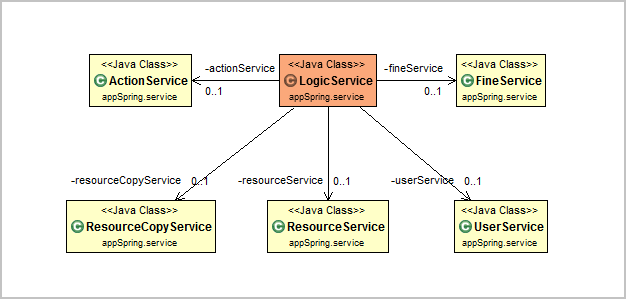 <<Java Class>>
C ActionService
appSpring.service
-actionService
0..1
<<Java Class>>
C LogicService
appSpring.service
-fineService
0..1
<<Java Class>>
C FineService
appSpring.service
-resourceCopyService
0..1
-resourceService
0..1
-userService
0..1
<<Java Class>>
C ResourceCopyService
appSpring.service
<<Java Class>>
C ResourceService
appSpring.service
<<Java Class>>
C UserService
appSpring.service